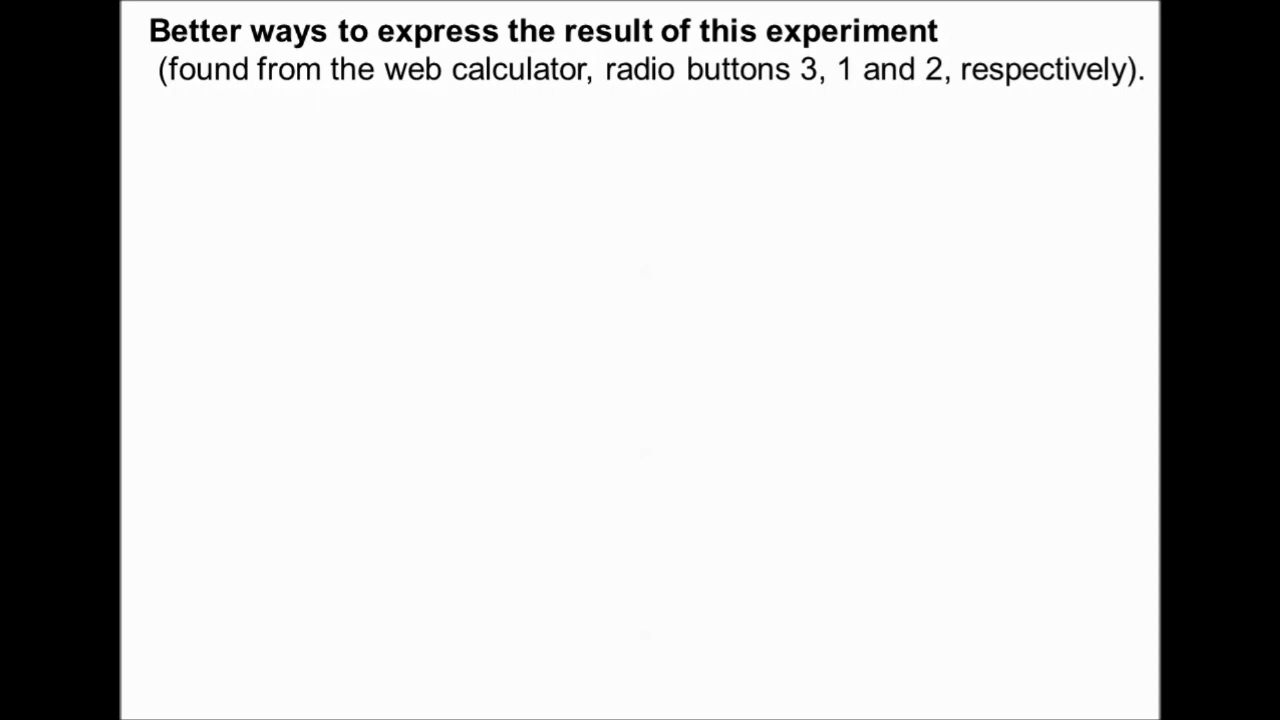 Better ways to express the result of this experiment
(found from the web calculator, radio buttons 3, 1 and 2, respectively).